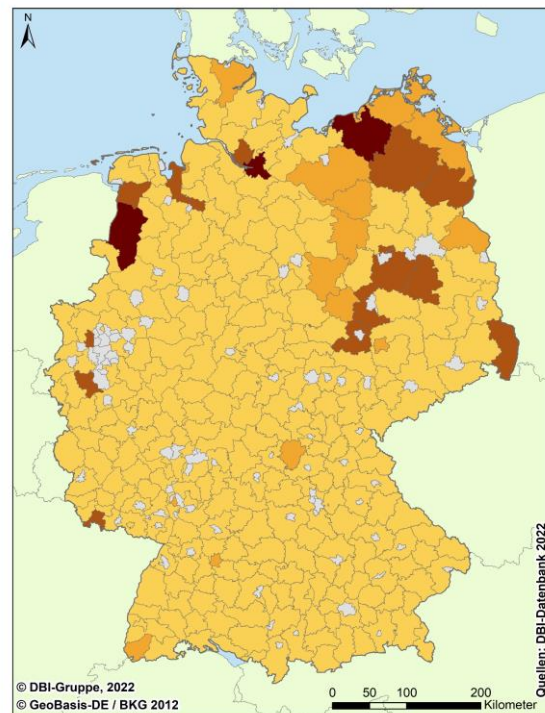 N
Quellen: DBI-Datenbank 2022
© DBI-Gruppe, 2022
© GeoBasis-DE / BKG 2012
0 50 100 200
Kilometer